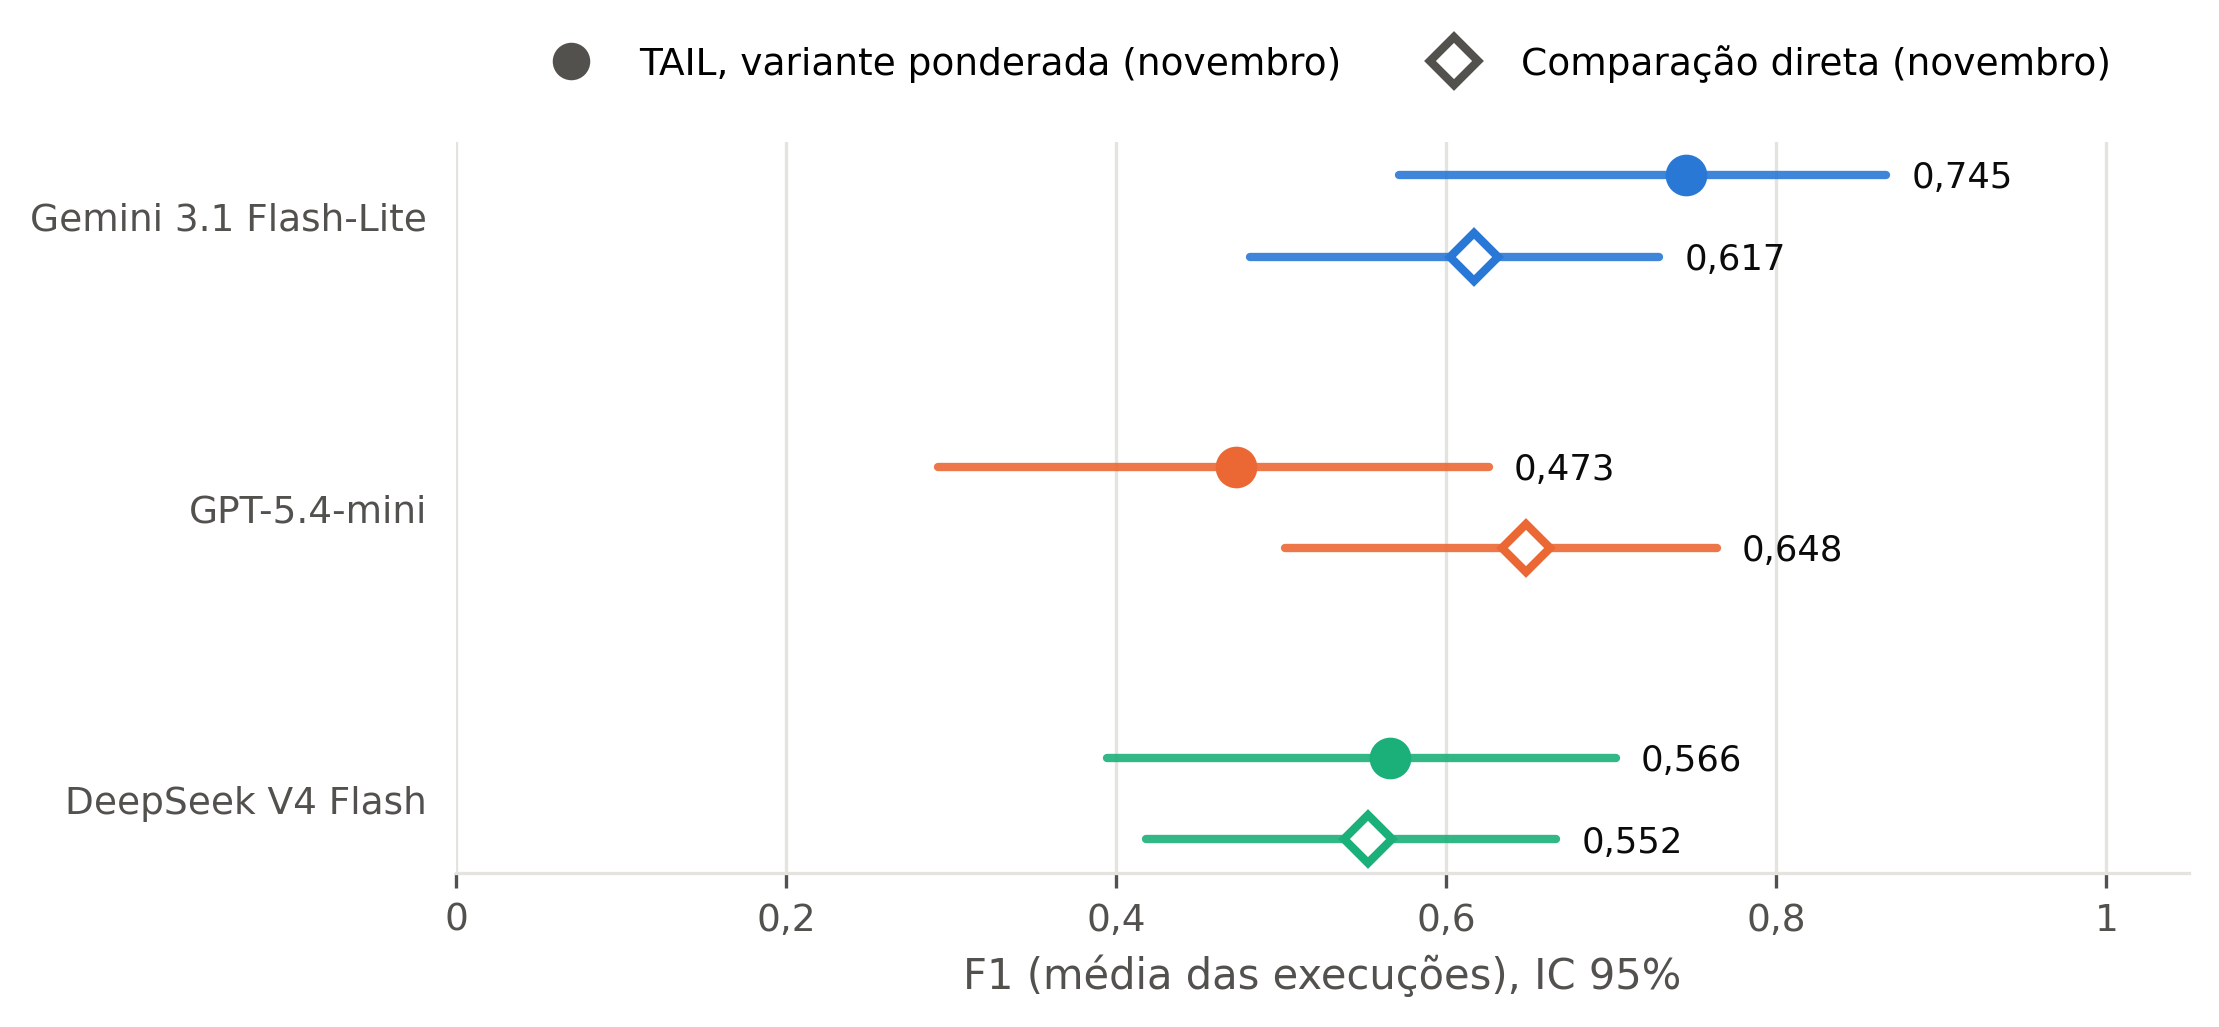 TAIL, variante ponderada (novembro)
Comparação direta (novembro)
Gemini 3.1 Flash-Lite
0,745
0,617
GPT-5.4-mini
0,473
0,648
DeepSeek V4 Flash
0,566
0,552
0
0,2
0,4
0,6
0,8
1
F1 (média das execuções), IC 95%